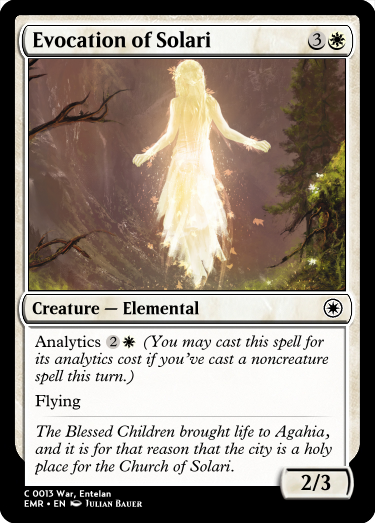 Evocation of Solari 3
Creature — Elemental
Analytics 2 (You may cast this spell for
its analytics cost if you've cast a noncreature
spell this turn.)
Flying
The Blessed Children brought life to Agahia,
and it is for that reason that the city is a holy
place for the Church of Solari.
2/3
C 0013 War, Entelan
EMR • EN Julian Bauer